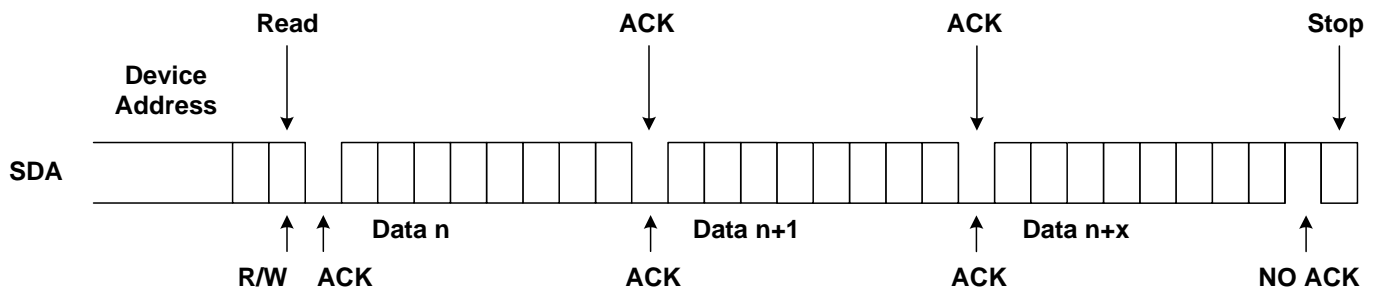 Read ACK ACK Stop
Device
Address
SDA
Data n Data n+1 Data n+x
R/W ACK ACK ACK NO ACK